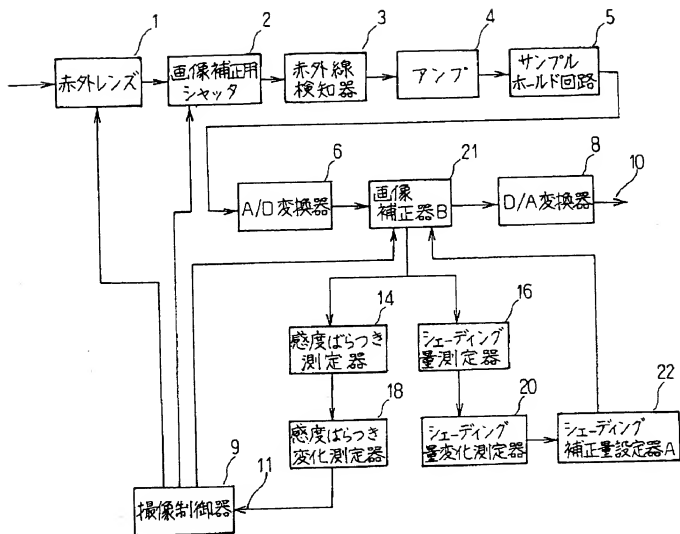 1
赤外レンズ
2
画像補正用
シャッタ
3
赤外線
検知器
4
アンプ
5
サンプル
ホールド回路
6
A/D変換器
21
画像
補正器B
8
D/A変換器
10
14
感度ばらつき
測定器
16
シェーディング
量測定器
18
感度ばらつき
変化測定器
20
シェーディング
量変化測定器
22
シェーディング
補正量設定器A
9
撮像制御器
11